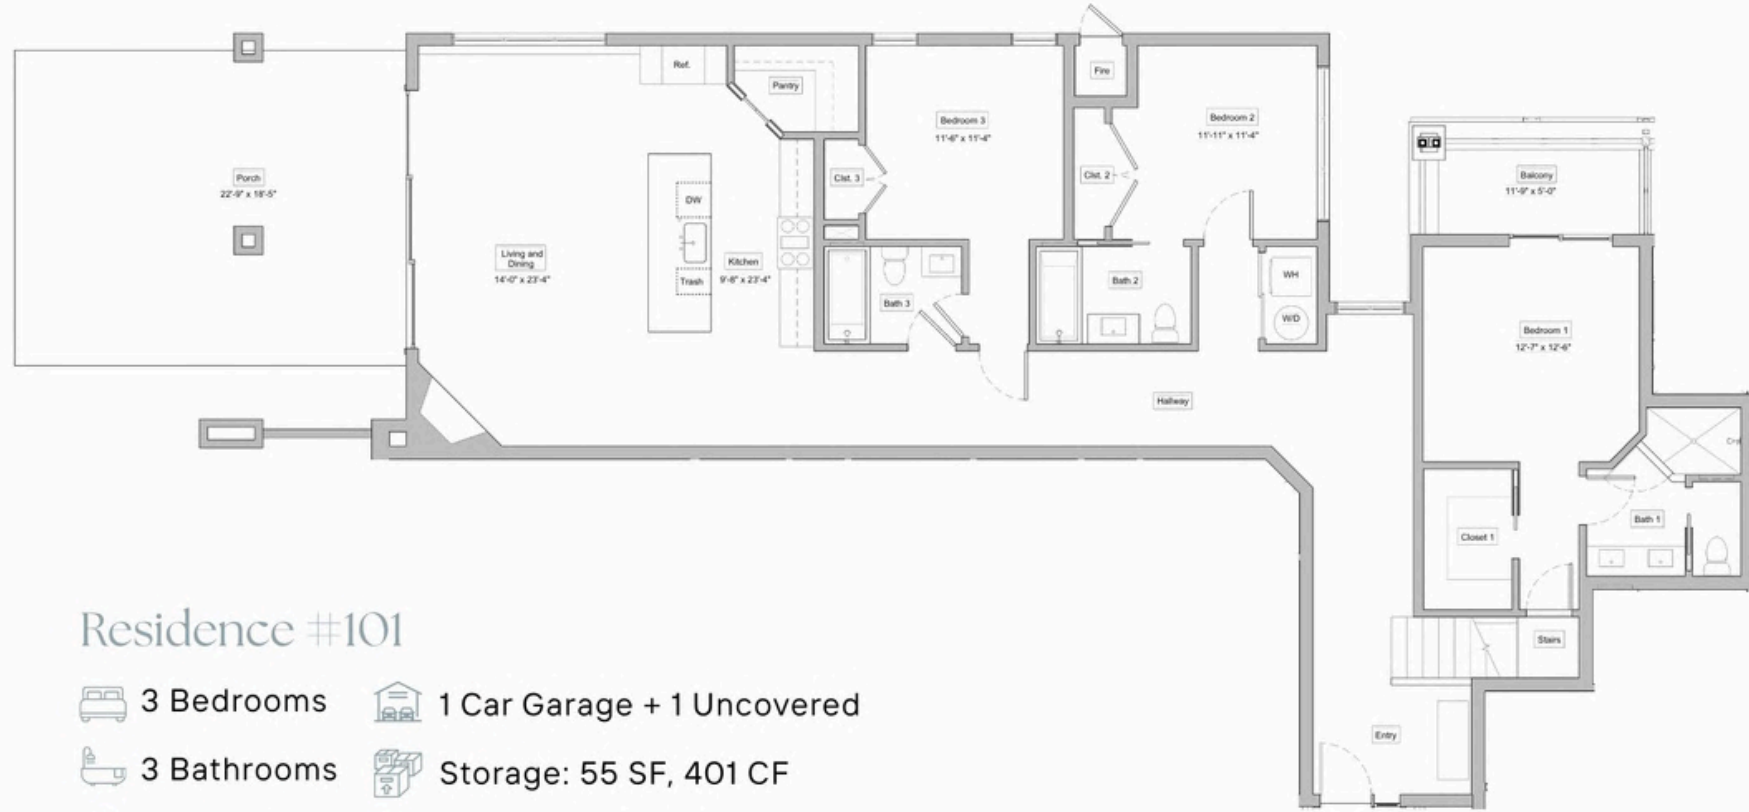 Ref.
Pantry
Fire
Bedroom 3
11'-6" x 11'-4"
Bedroom 2
11'-11" x 11'-4"
Porch
22'-9" x 18'-5"
Clst. 3
Clst. 2
Balcony
11'-9" x 5'-0"
DW
Living and
Dining
14'-0" x 23'-4"
Kitchen
9'-8" x 23'-4"
Trash
Bath 3
Bath 2
WH
W/D
Bedroom 1
12'-7" x 12'-6"
Hallway
Closet 1
Bath 1
Stairs
Entry
Residence #101
3 Bedrooms
1 Car Garage + 1 Uncovered
3 Bathrooms
Storage: 55 SF, 401 CF